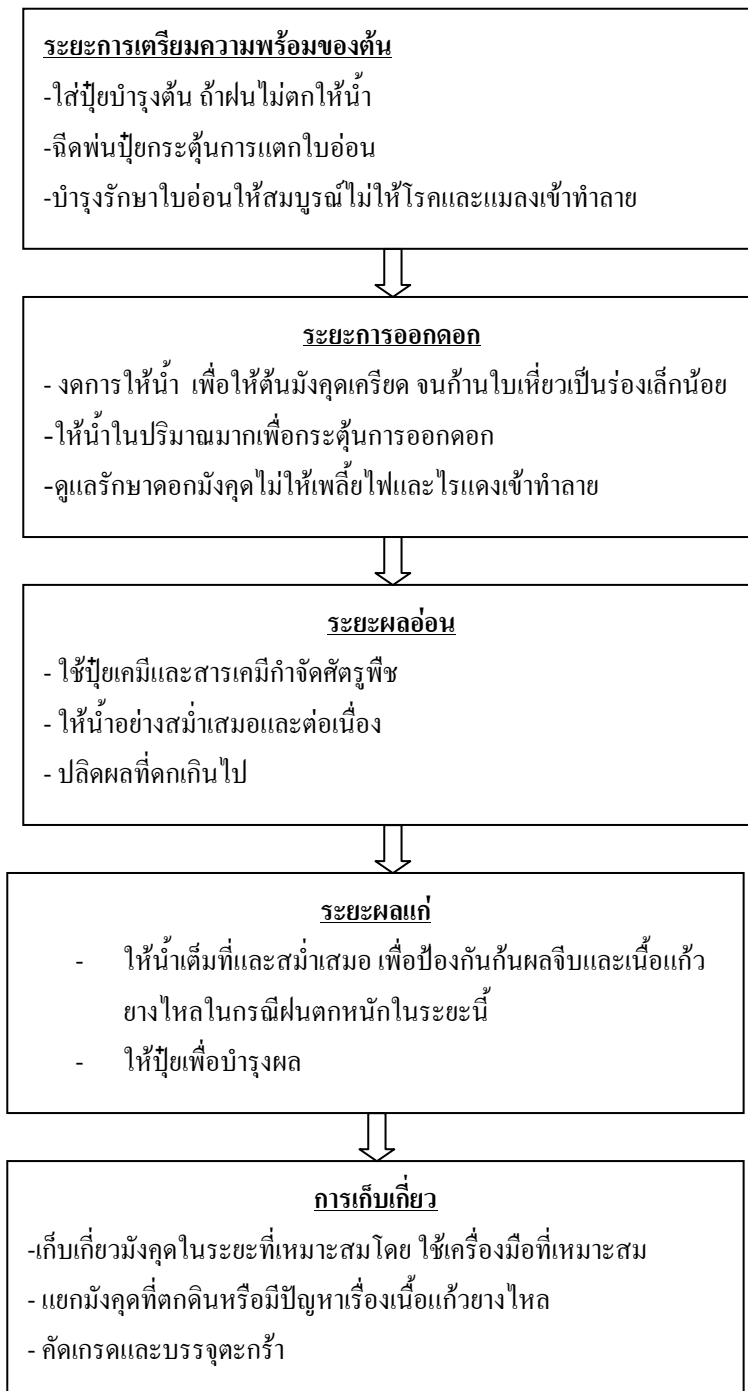 ระยะการเตรียมความพร้อมของต้น
-ใส่ปุ๋ยบำรุงต้น ถ้าฝนไม่ตกให้น้ำ
-ฉีดพ่นปุ๋ยกระตุ้นการแตกใบอ่อน
-บำรุงรักษาใบอ่อนให้สมบูรณ์ไม่ให้โรคและแมลงเข้าทำลาย
ระยะการออกดอก
- งดการให้น้ำ เพื่อให้ต้นมังคุดเครียด จนก้านใบเหี่ยวเป็นร่องเล็กน้อย
-ให้น้ำในปริมาณมากเพื่อกระตุ้นการออกดอก
-ดูแลรักษาดอกมังคุดไม่ให้เพลี้ยไฟและไรแดงเข้าทำลาย
ระยะผลอ่อน
- ใช้ปุ๋ยเคมีและสารเคมีกำจัดศัตรูพืช
- ให้น้ำอย่างสม่ำเสมอและต่อเนื่อง
- ปลิดผลที่ดกเกินไป
ระยะผลแก่
- ให้น้ำเต็มที่และสม่ำเสมอ เพื่อป้องกันก้นผลจีบและเนื้อแก้ว
ยางไหลในกรณีฝนตกหนักในระยะนี้
- ให้ปุ๋ยเพื่อบำรุงผล
การเก็บเกี่ยว
-เก็บเกี่ยวมังคุดในระยะที่เหมาะสมโดย ใช้เครื่องมือที่เหมาะสม
- แยกมังคุดที่ตกดินหรือมีปัญหาเรื่องเนื้อแก้วยางไหล
- คัดเกรดและบรรจุตะกร้า